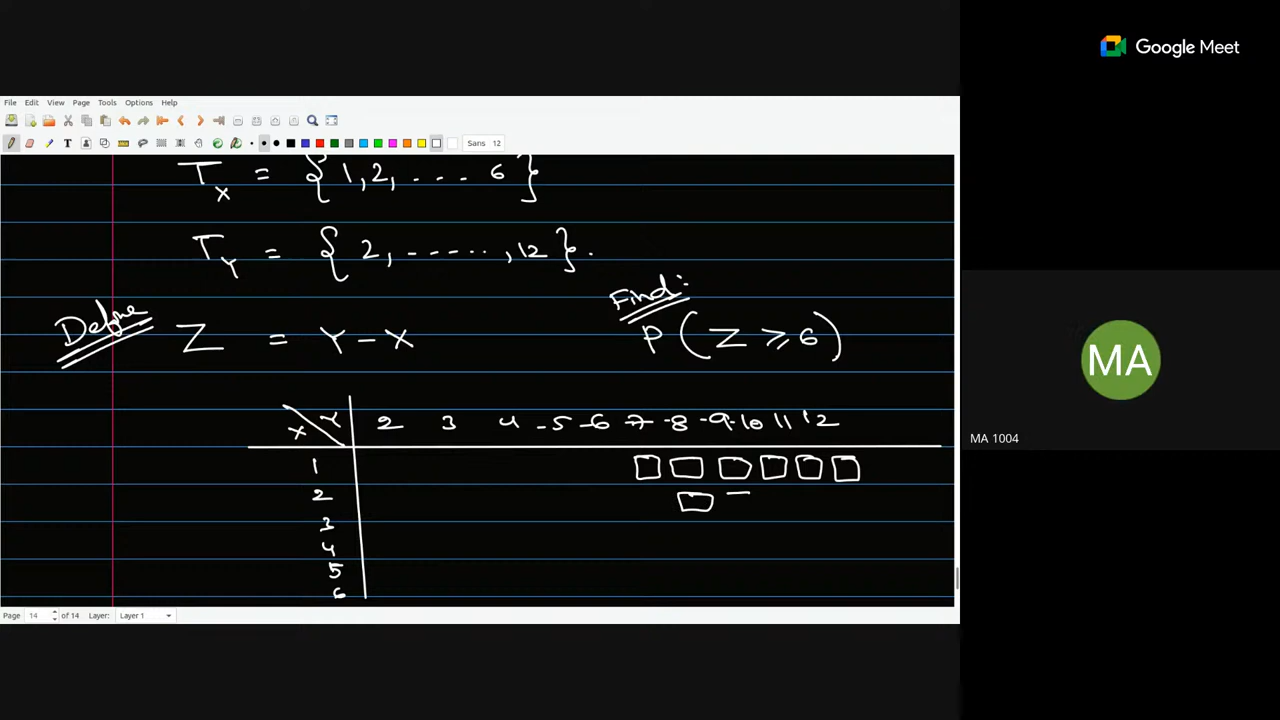 Google Meet
File Edit View Page Tools Options Help
T Sans 12
T_X = {1,2, .... 6}
T_Y = {2, ......, 12}.
Define Z = Y - X
Find:
P(Z ⩾ 6)
X Y 2 3 4 5 6 7 8 9 10 11 12
1
2
3
4
5
6
MA
MA 1004
Page 14 of 14 Layer: Layer 1